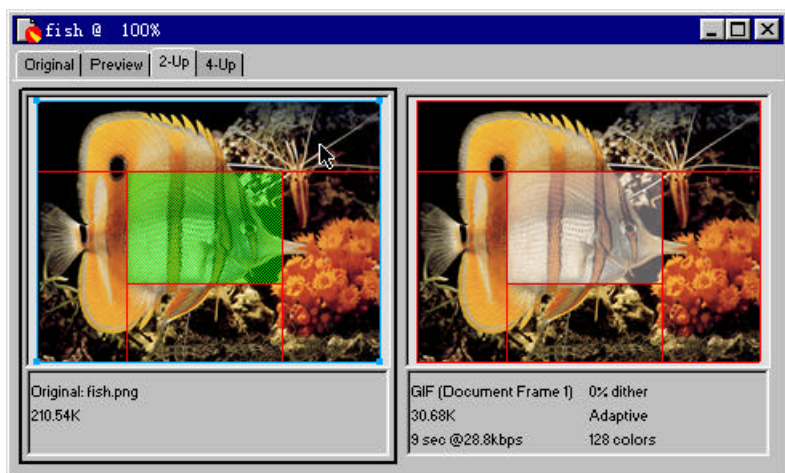 fish @ 100%
Original Preview 2-Up 4-Up
Original: fish.png
210.54K
GIF (Document Frame 1) 0% dither
30.68K Adaptive
9 sec @28.8kbps 128 colors